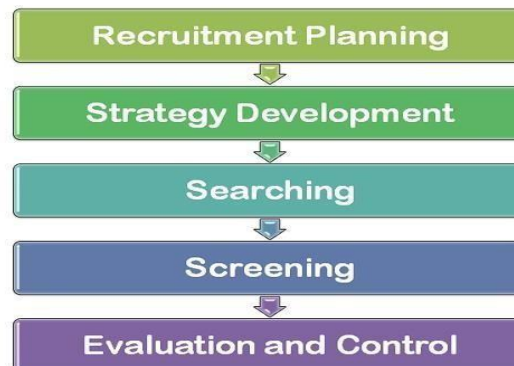 Recruitment Planning
Strategy Development
Searching
Screening
Evaluation and Control